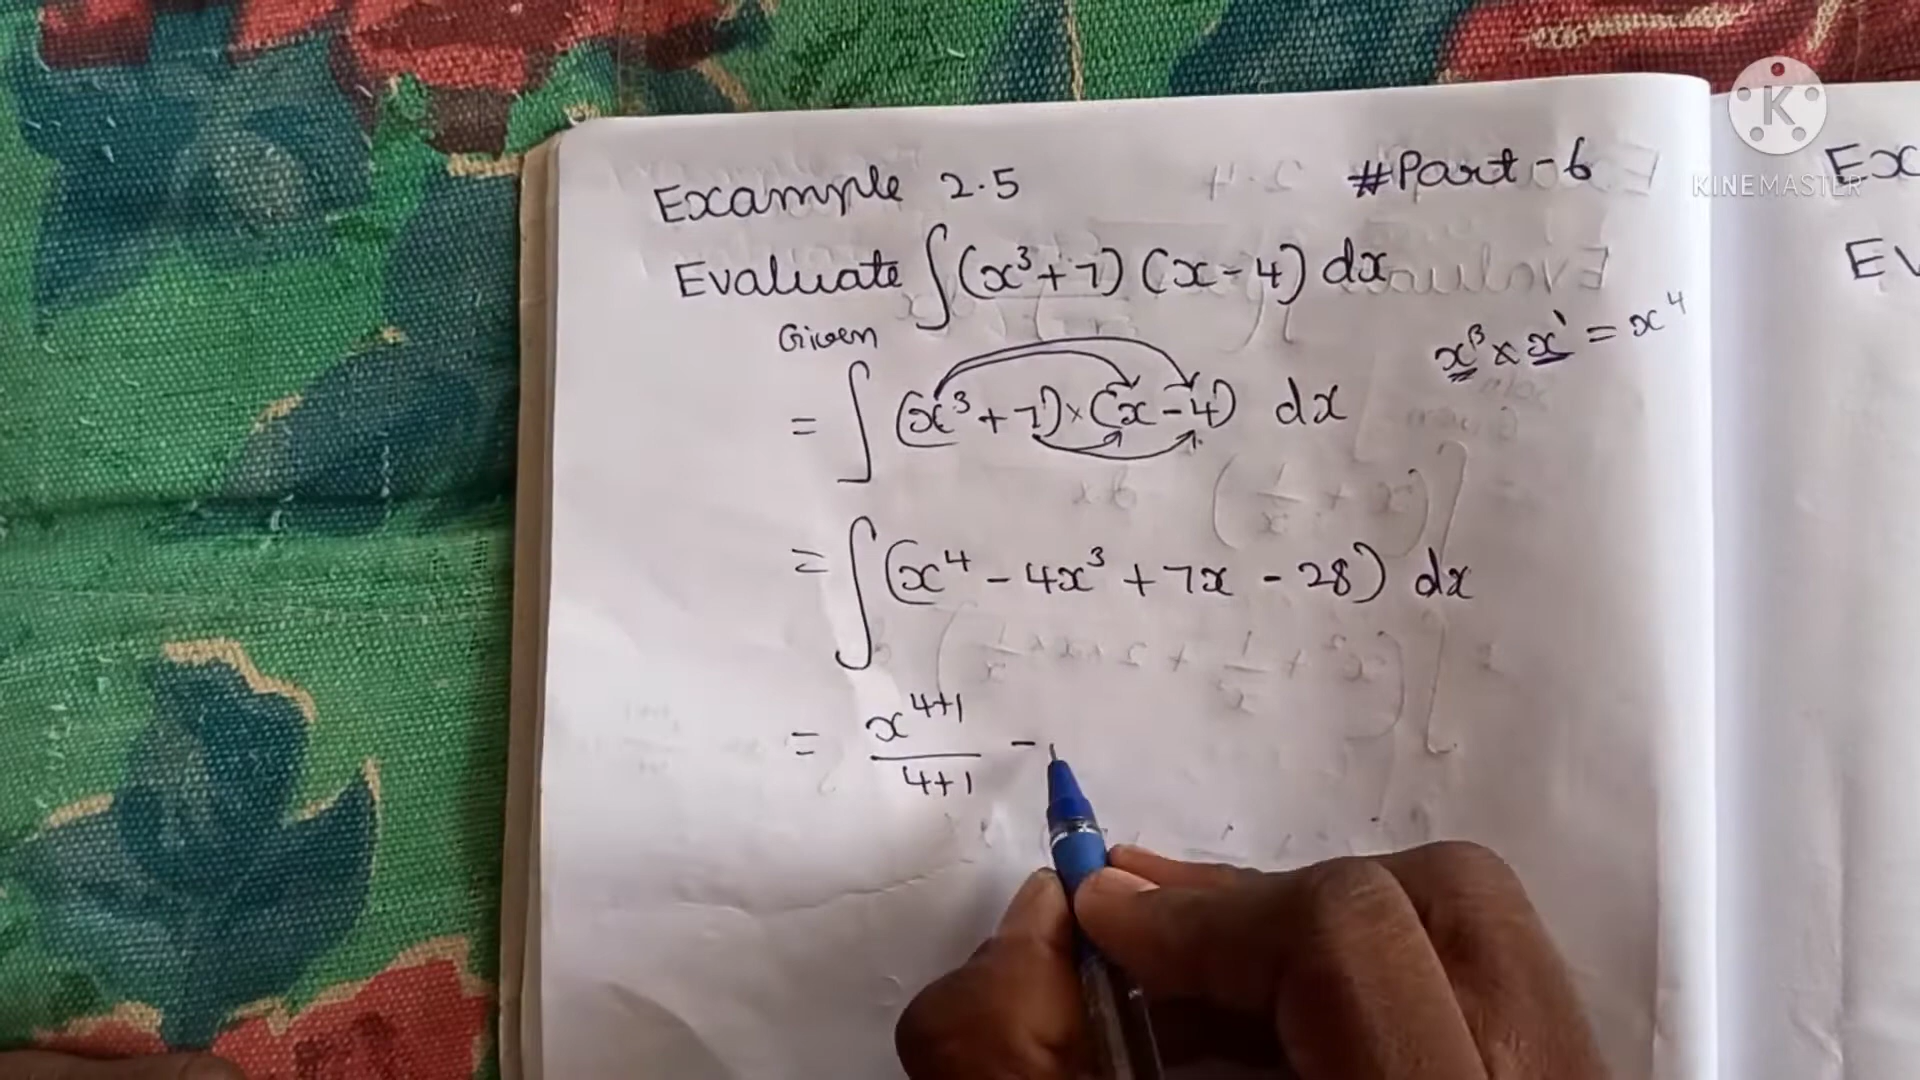 Example 2.5 #Part-6
Evaluate ∫(x³+7)(x-4) dx
Given
x³ × x¹ = x⁴
= ∫ (x³+7)×(x-4) dx
= ∫ (x⁴ - 4x³ + 7x - 28) dx
= x^(4+1)/(4+1) -
Ex
Ev
K
KINEMASTER